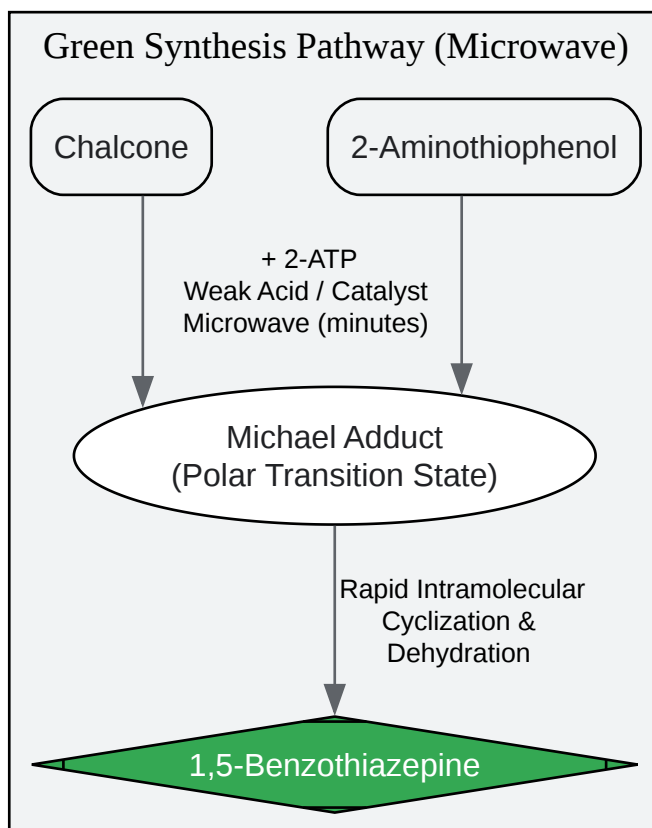 Green Synthesis Pathway (Microwave)
Chalcone
2-Aminothiophenol
+ 2-ATP
Weak Acid / Catalyst
Microwave (minutes)
Michael Adduct
(Polar Transition State)
Rapid Intramolecular
Cyclization &
Dehydration
1,5-Benzothiazepine